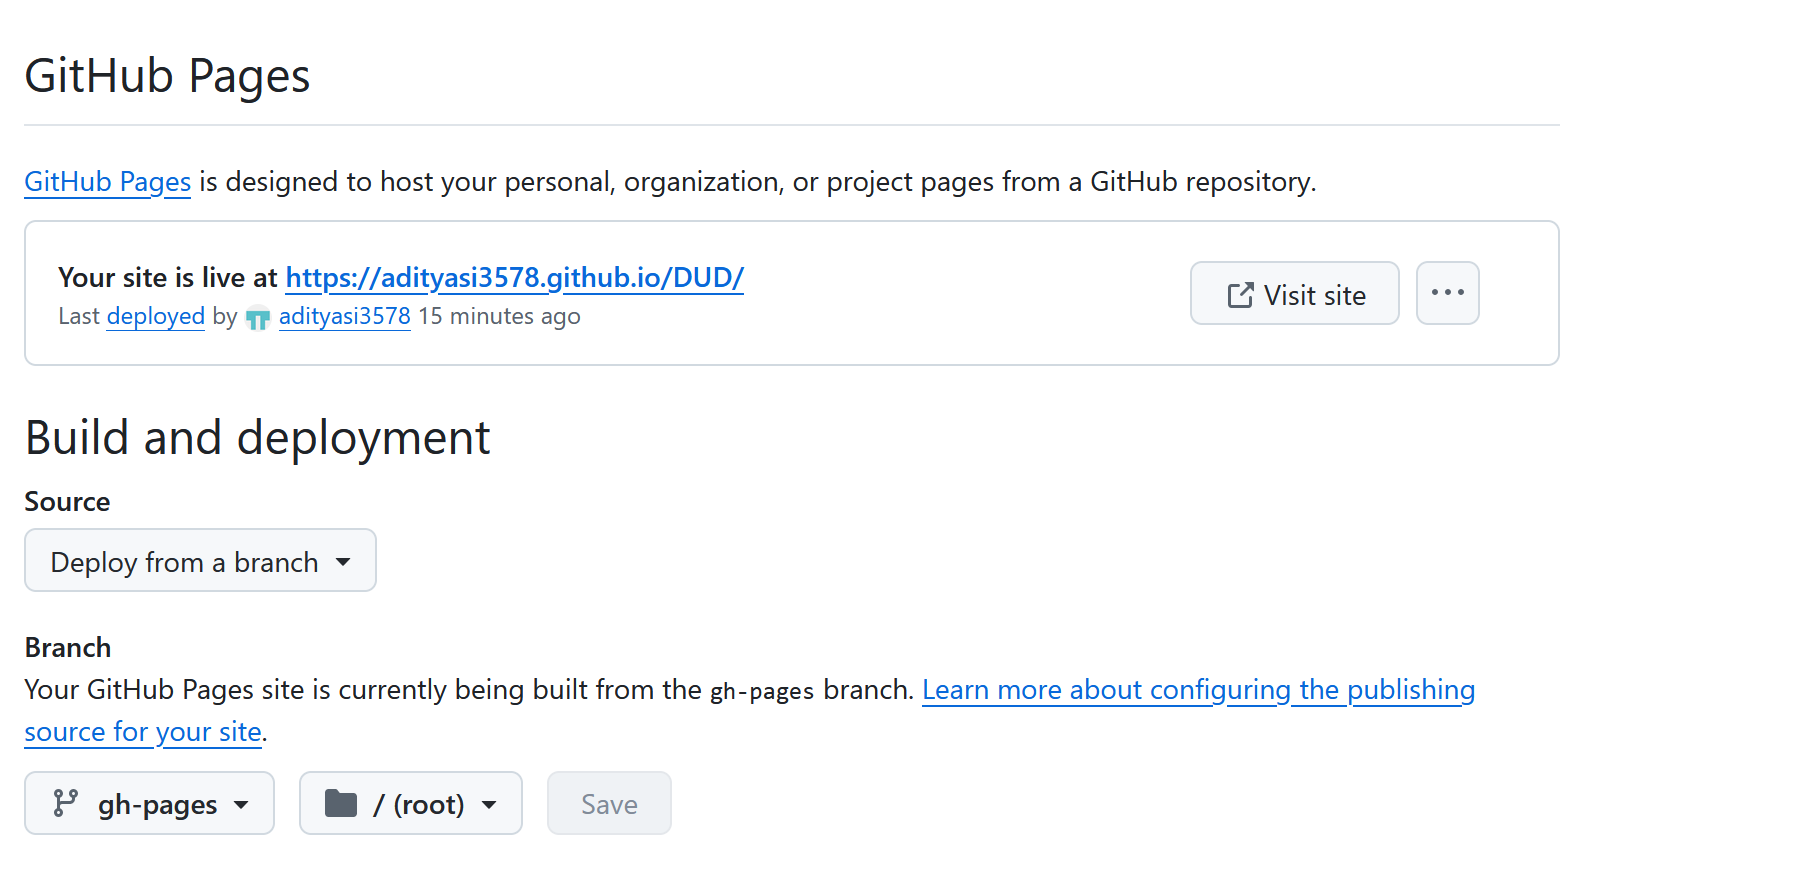 GitHub Pages
GitHub Pages is designed to host your personal, organization, or project pages from a GitHub repository.
Your site is live at https://adityasi3578.github.io/DUD/
Last deployed by adityasi3578 15 minutes ago
Visit site
Build and deployment
Source
Deploy from a branch
Branch
Your GitHub Pages site is currently being built from the gh-pages branch. Learn more about configuring the publishing
source for your site.
gh-pages / (root) Save